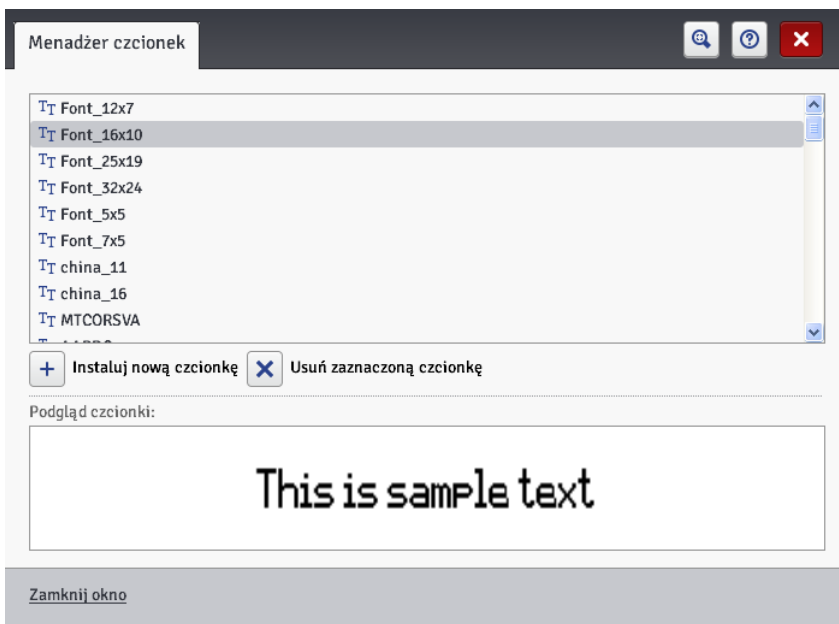 Menadżer czcionek
Font_12x7
Font_16x10
Font_25x19
Font_32x24
Font_5x5
Font_7x5
china_11
china_16
MTCORSVA
Instaluj nową czcionkę Usuń zaznaczoną czcionkę
Podgląd czcionki:
This is sample text
Zamknij okno